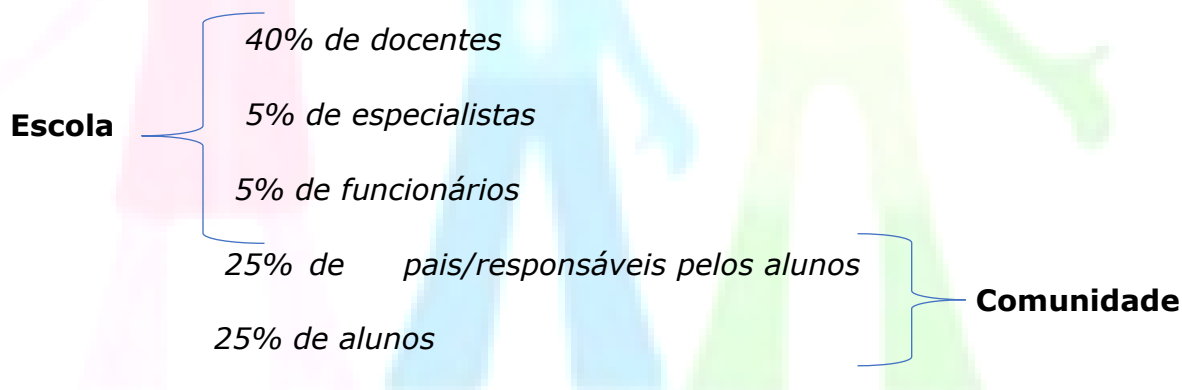 40% de docentes
5% de especialistas
Escola
5% de funcionários
25% de pais/responsáveis pelos alunos
Comunidade
25% de alunos